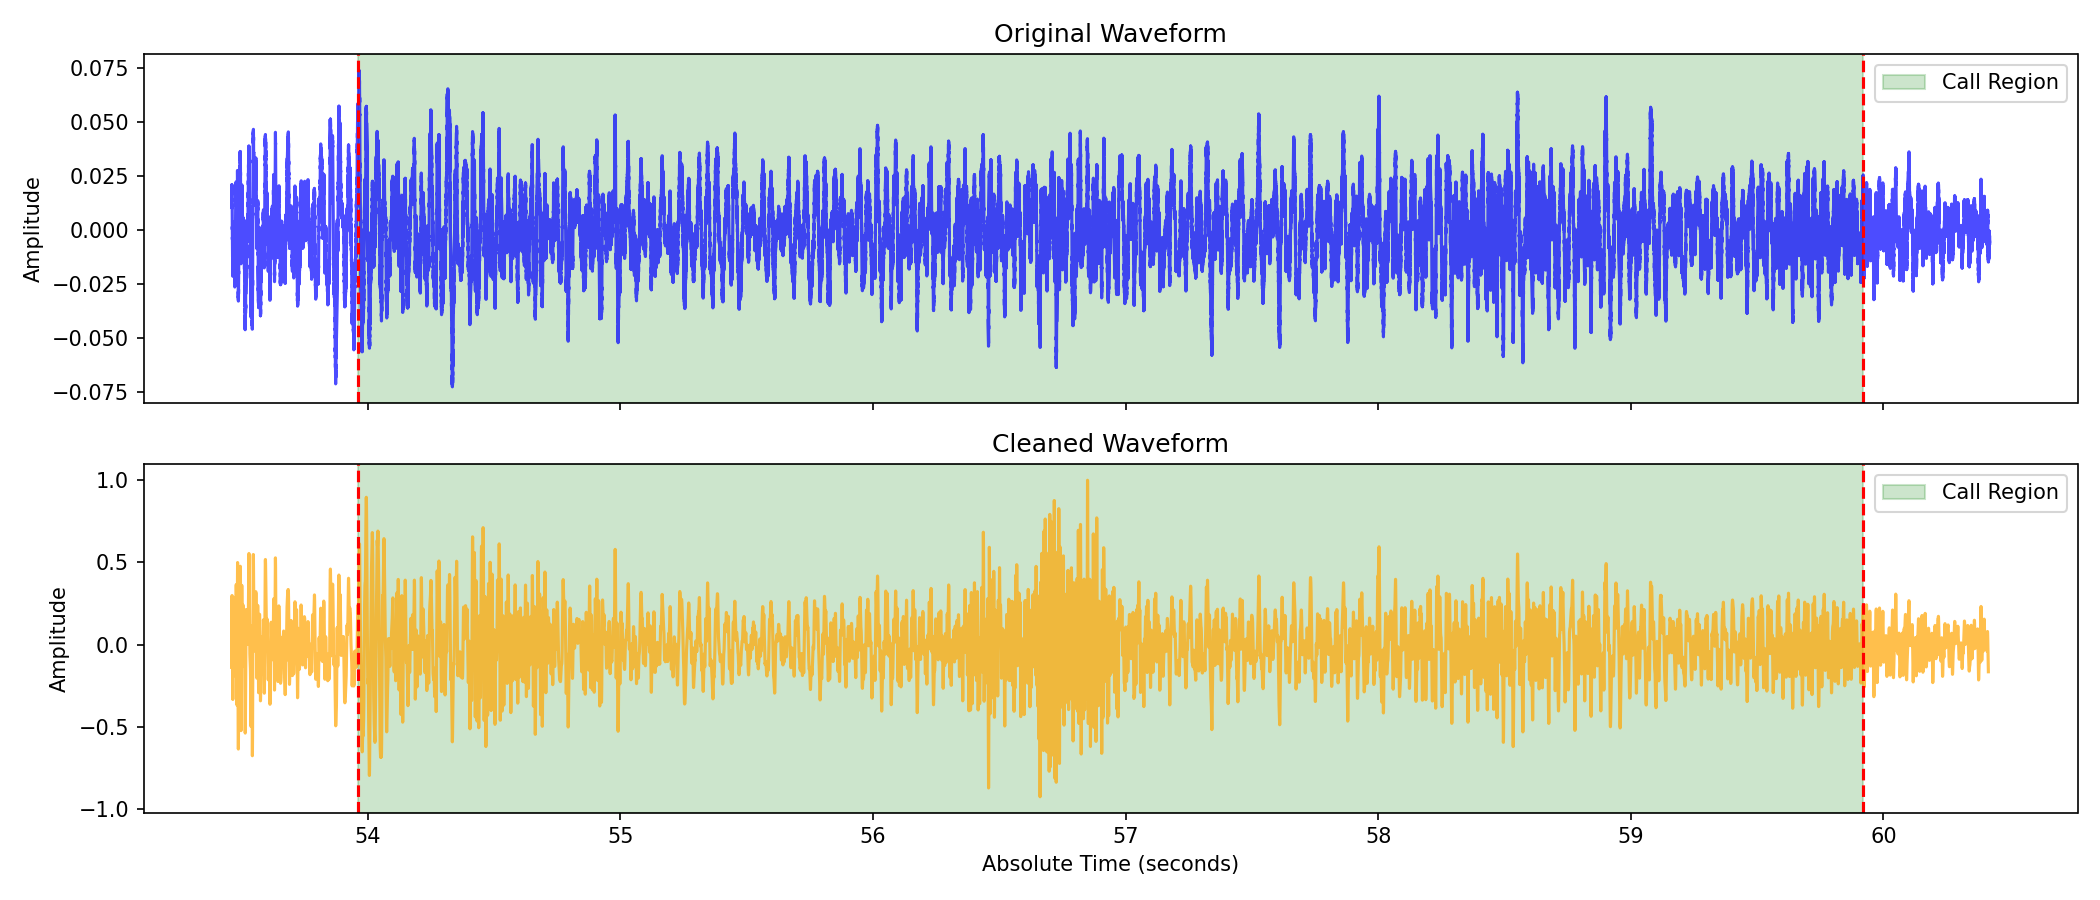 Original Waveform
0.075
0.050
0.025
0.000
−0.025
−0.050
−0.075
Amplitude
Call Region
Cleaned Waveform
1.0
0.5
0.0
−0.5
−1.0
Amplitude
Call Region
54 55 56 57 58 59 60
Absolute Time (seconds)